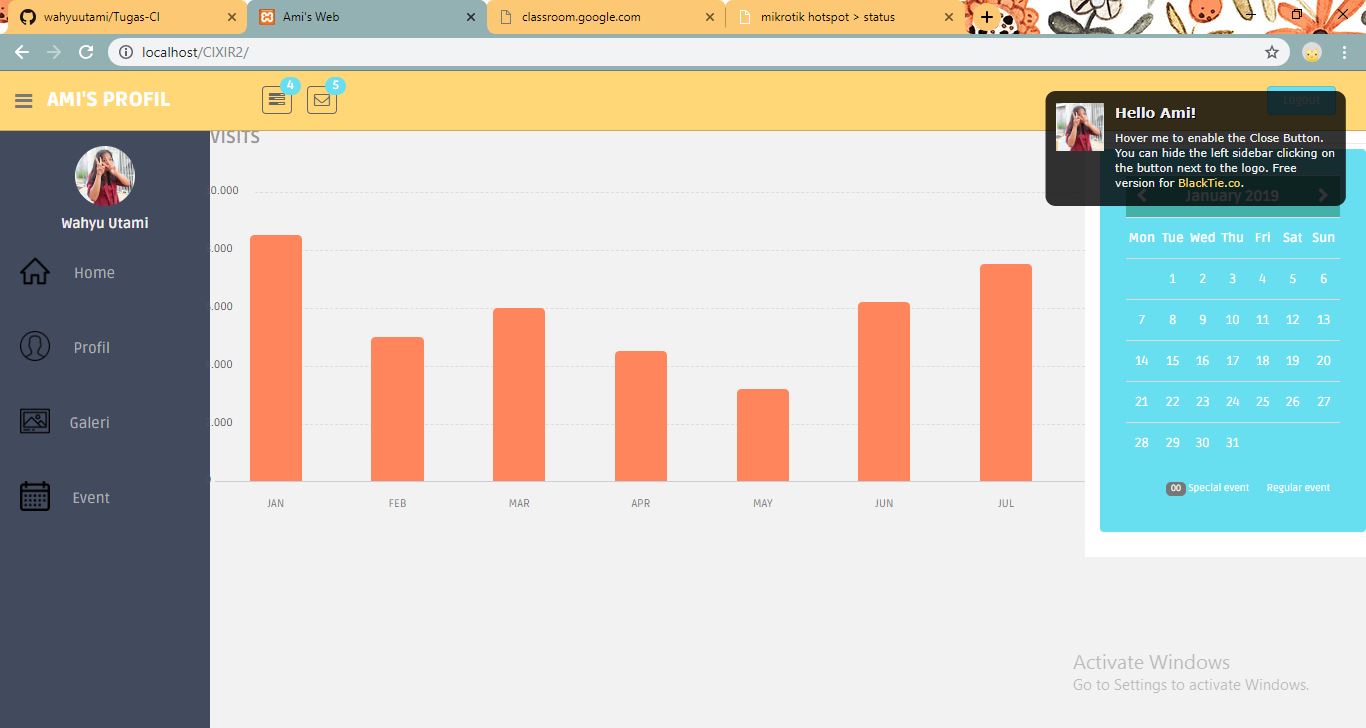 wahyuutami/Tugas-CI
Ami's Web
classroom.google.com
mikrotik hotspot > status
localhost/CIXIR2/
AMI'S PROFIL
4
5
Logout
Hello Ami!
Hover me to enable the Close Button.
You can hide the left sidebar clicking on
the button next to the logo. Free
version for BlackTie.co.
Wahyu Utami
Home
Profil
Galeri
Event
VISITS
0.000
.000
.000
.000
.000
0
JAN FEB MAR APR MAY JUN JUL
January 2019
Mon Tue Wed Thu Fri Sat Sun
1 2 3 4 5 6
7 8 9 10 11 12 13
14 15 16 17 18 19 20
21 22 23 24 25 26 27
28 29 30 31
00 Special event Regular event
Activate Windows
Go to Settings to activate Windows.